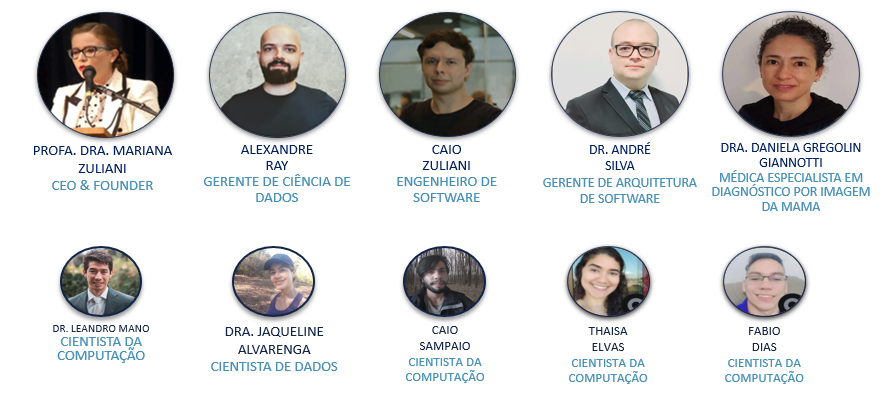 PROFA. DRA. MARIANA
ZULIANI
CEO & FOUNDER
ALEXANDRE
RAY
GERENTE DE CIÊNCIA DE
DADOS
CAIO
ZULIANI
ENGENHEIRO DE
SOFTWARE
DR. ANDRÉ
SILVA
GERENTE DE ARQUITETURA
DE SOFTWARE
DRA. DANIELA GREGOLIN
GIANNOTTI
MÉDICA ESPECIALISTA EM
DIAGNÓSTICO POR IMAGEM
DA MAMA
DR. LEANDRO MANO
CIENTISTA DA
COMPUTAÇÃO
DRA. JAQUELINE
ALVARENGA
CIENTISTA DE DADOS
CAIO
SAMPAIO
CIENTISTA DA
COMPUTAÇÃO
THAISA
ELVAS
CIENTISTA DA
COMPUTAÇÃO
FABIO
DIAS
CIENTISTA DA
COMPUTAÇÃO